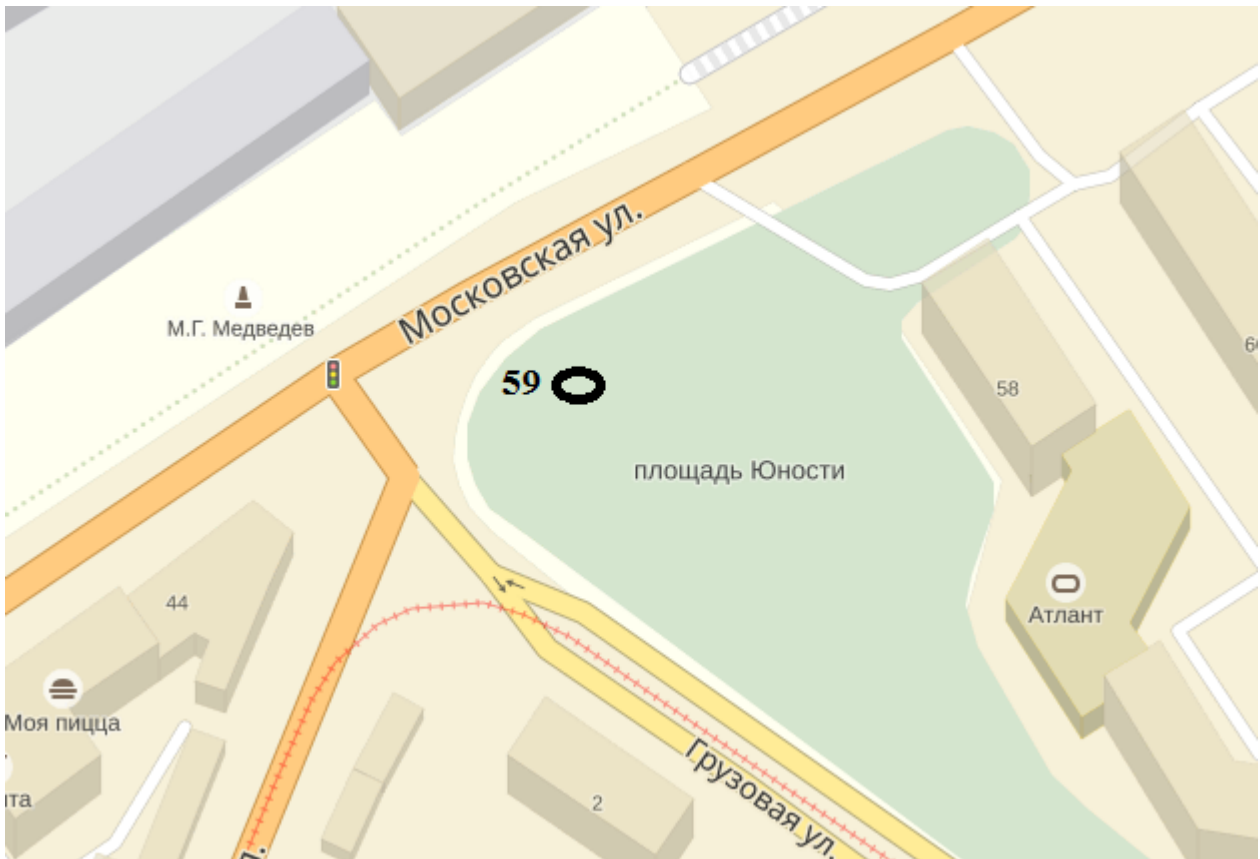 Московская ул.
М.Г. Медведев
59
58
площадь Юности
44
Атлант
Моя пицца
2
Грузовая ул.